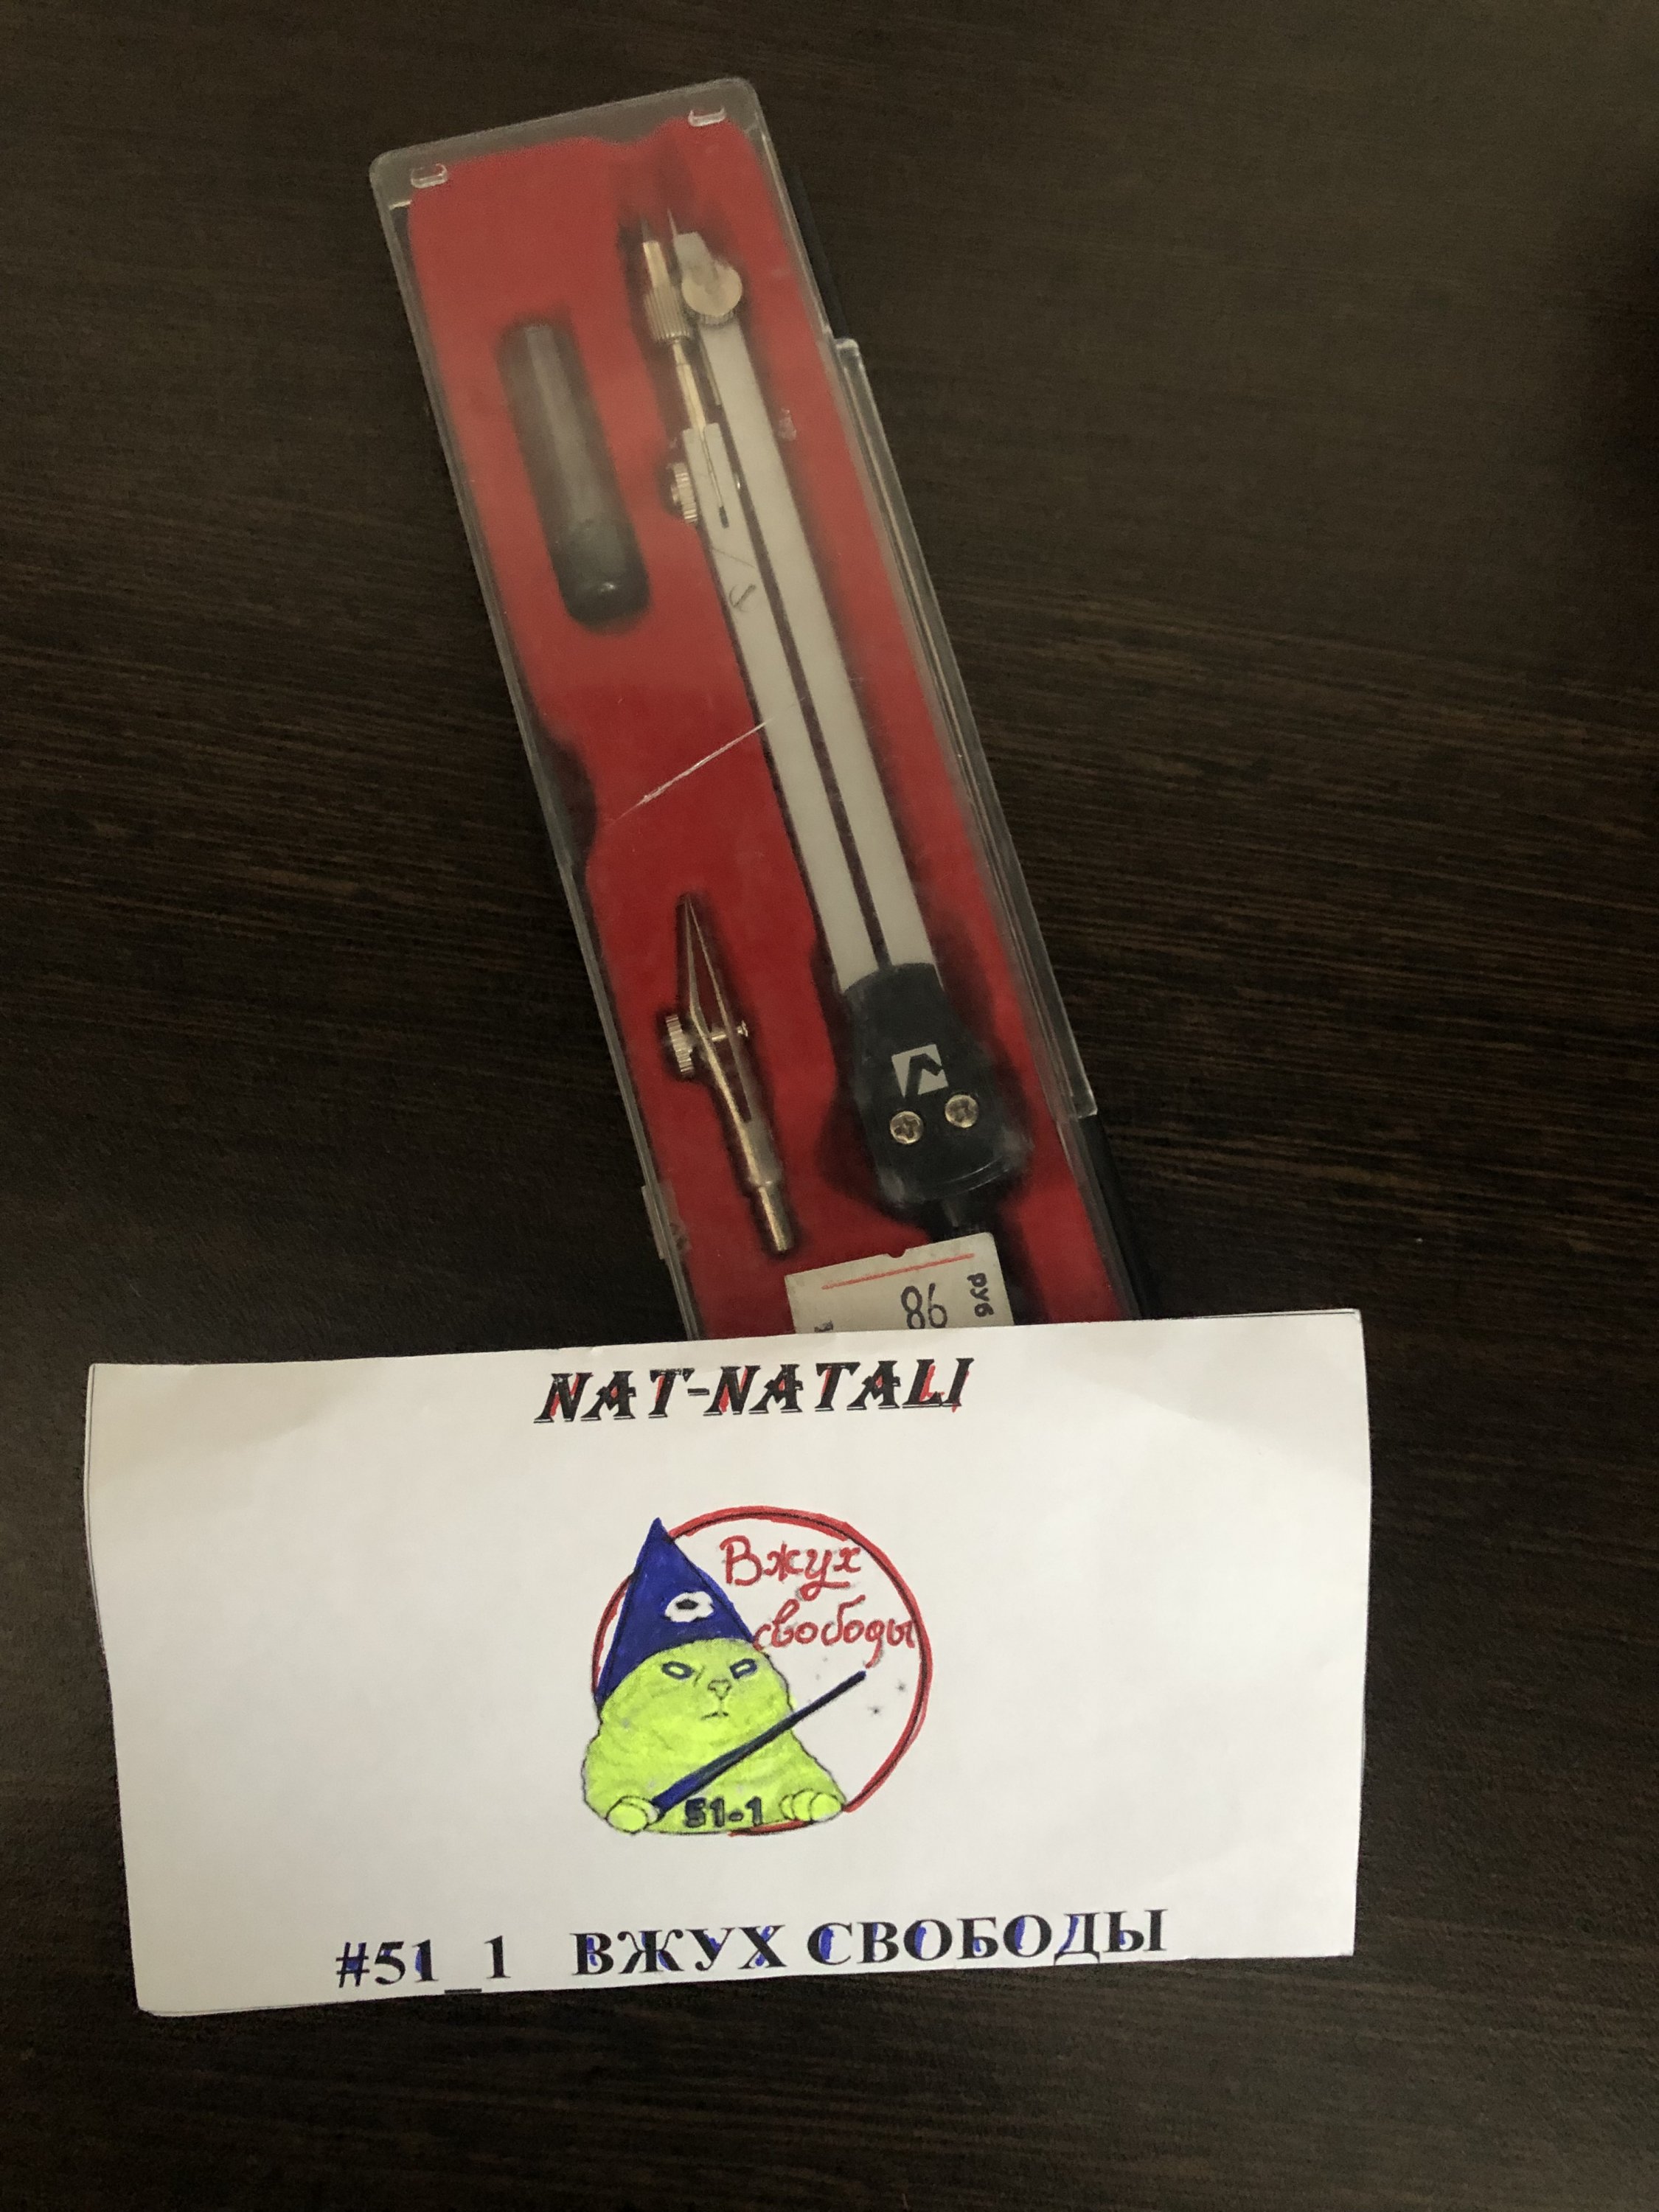 86
руб
NAT-NATALI
Вжух
свободы
51-1
#51_1 ВЖУХ СВОБОДЫ